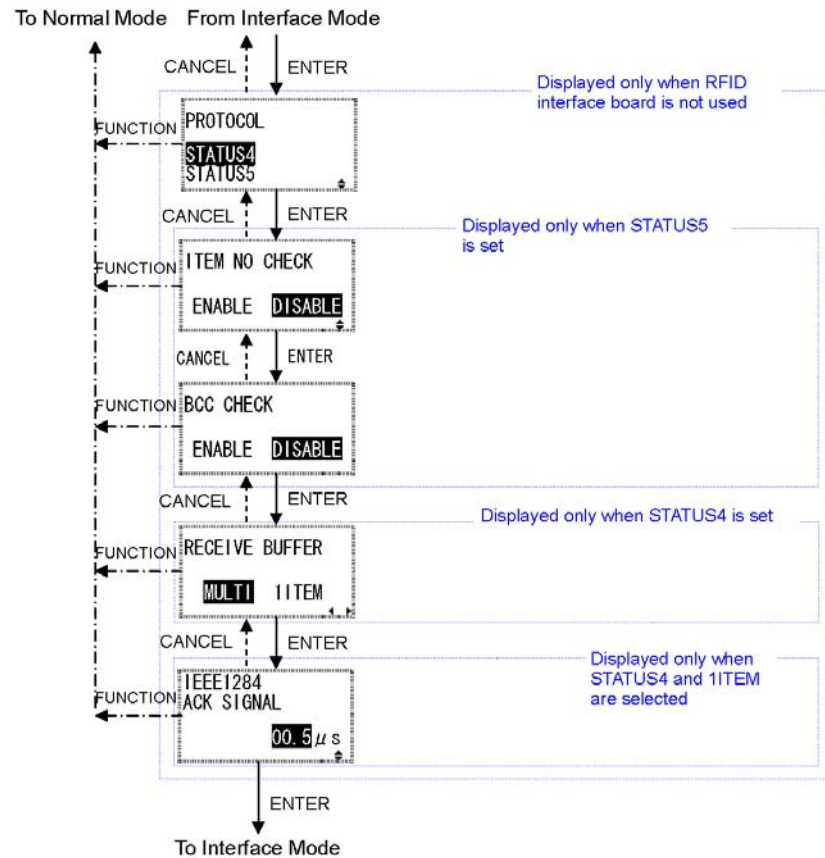 To Normal Mode From Interface Mode
CANCEL ENTER
Displayed only when RFID
interface board is not used
FUNCTION
PROTOCOL
STATUS4
STATUS5
CANCEL ENTER
Displayed only when STATUS5
is set
FUNCTION
ITEM NO CHECK
ENABLE DISABLE
CANCEL ENTER
FUNCTION
BCC CHECK
ENABLE DISABLE
CANCEL ENTER
Displayed only when STATUS4 is set
FUNCTION
RECEIVE BUFFER
MULTI 1ITEM
CANCEL ENTER
Displayed only when
STATUS4 and 1ITEM
are selected
FUNCTION
IEEE1284
ACK SIGNAL
00.5μs
ENTER
To Interface Mode